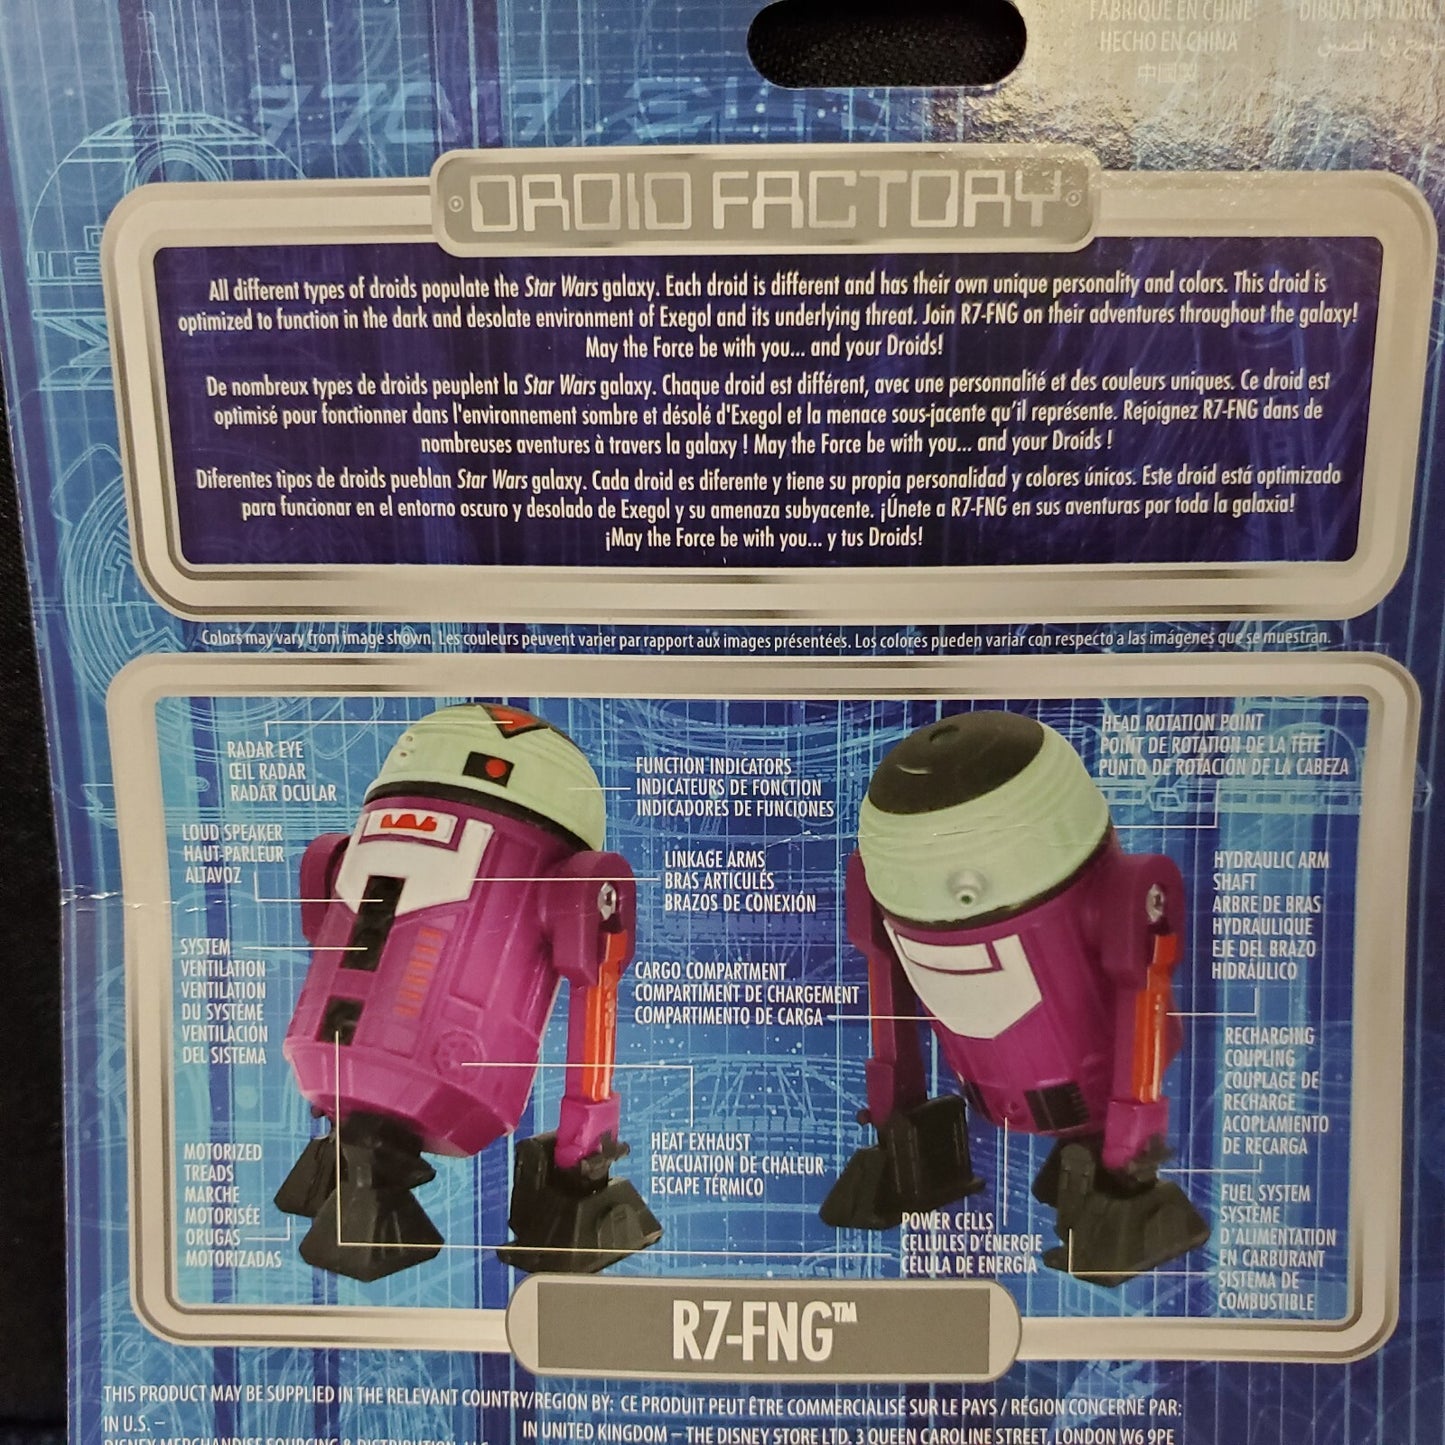 FABRIQUÉ EN CHINE
HECHO EN CHINA
中國製
DROID FACTORY
All different types of droids populate the Star Wars galaxy. Each droid is different and has their own unique personality and colors. This droid is
optimized to function in the dark and desolate environment of Exegol and its underlying threat. Join R7-FNG on their adventures throughout the galaxy!
May the Force be with you... and your Droids!
De nombreux types de droids peuplent la Star Wars galaxy. Chaque droid est différent, avec une personnalité et des couleurs uniques. Ce droid est
optimisé pour fonctionner dans l'environnement sombre et désolé d'Exegol et la menace sous-jacente qu'il représente. Rejoignez R7-FNG dans de
nombreuses aventures à travers la galaxy ! May the Force be with you... and your Droids !
Diferentes tipos de droids pueblan Star Wars galaxy. Cada droid es diferente y tiene su propia personalidad y colores únicos. Este droid está optimizado
para funcionar en el entorno oscuro y desolado de Exegol y su amenaza subyacente. ¡Únete a R7-FNG en sus aventuras por toda la galaxia!
¡May the Force be with you... y tus Droids!
Colors may vary from image shown. Les couleurs peuvent varier par rapport aux images présentées. Los colores pueden variar con respecto a las imágenes que se muestran.
RADAR EYE
ŒIL RADAR
RADAR OCULAR
LOUD SPEAKER
HAUT-PARLEUR
ALTAVOZ
SYSTEM
VENTILATION
VENTILATION
DU SYSTÈME
VENTILACIÓN
DEL SISTEMA
MOTORIZED
TREADS
MARCHE
MOTORISÉE
ORUGAS
MOTORIZADAS
FUNCTION INDICATORS
INDICATEURS DE FONCTION
INDICADORES DE FUNCIONES
LINKAGE ARMS
BRAS ARTICULÉS
BRAZOS DE CONEXIÓN
CARGO COMPARTMENT
COMPARTIMENT DE CHARGEMENT
COMPARTIMENTO DE CARGA
HEAT EXHAUST
ÉVACUATION DE CHALEUR
ESCAPE TÉRMICO
POWER CELLS
CELLULES D'ÉNERGIE
CÉLULA DE ENERGÍA
HEAD ROTATION POINT
POINT DE ROTATION DE LA TÊTE
PUNTO DE ROTACIÓN DE LA CABEZA
HYDRAULIC ARM
SHAFT
ARBRE DE BRAS
HYDRAULIQUE
EJE DEL BRAZO
HIDRÁULICO
RECHARGING
COUPLING
COUPLAGE DE
RECHARGE
ACOPLAMIENTO
DE RECARGA
FUEL SYSTEM
SYSTÈME
D'ALIMENTATION
EN CARBURANT
SISTEMA DE
COMBUSTIBLE
R7-FNG™
THIS PRODUCT MAY BE SUPPLIED IN THE RELEVANT COUNTRY/REGION BY: CE PRODUIT PEUT ÊTRE COMMERCIALISÉ SUR LE PAYS / RÉGION CONCERNÉ PAR:
IN U.S. –
IN UNITED KINGDOM – THE DISNEY STORE LTD. 3 QUEEN CAROLINE STREET, LONDON W6 9PE
DISNEY MERCHANDISE SOURCING & DISTRIBUTION, LLC